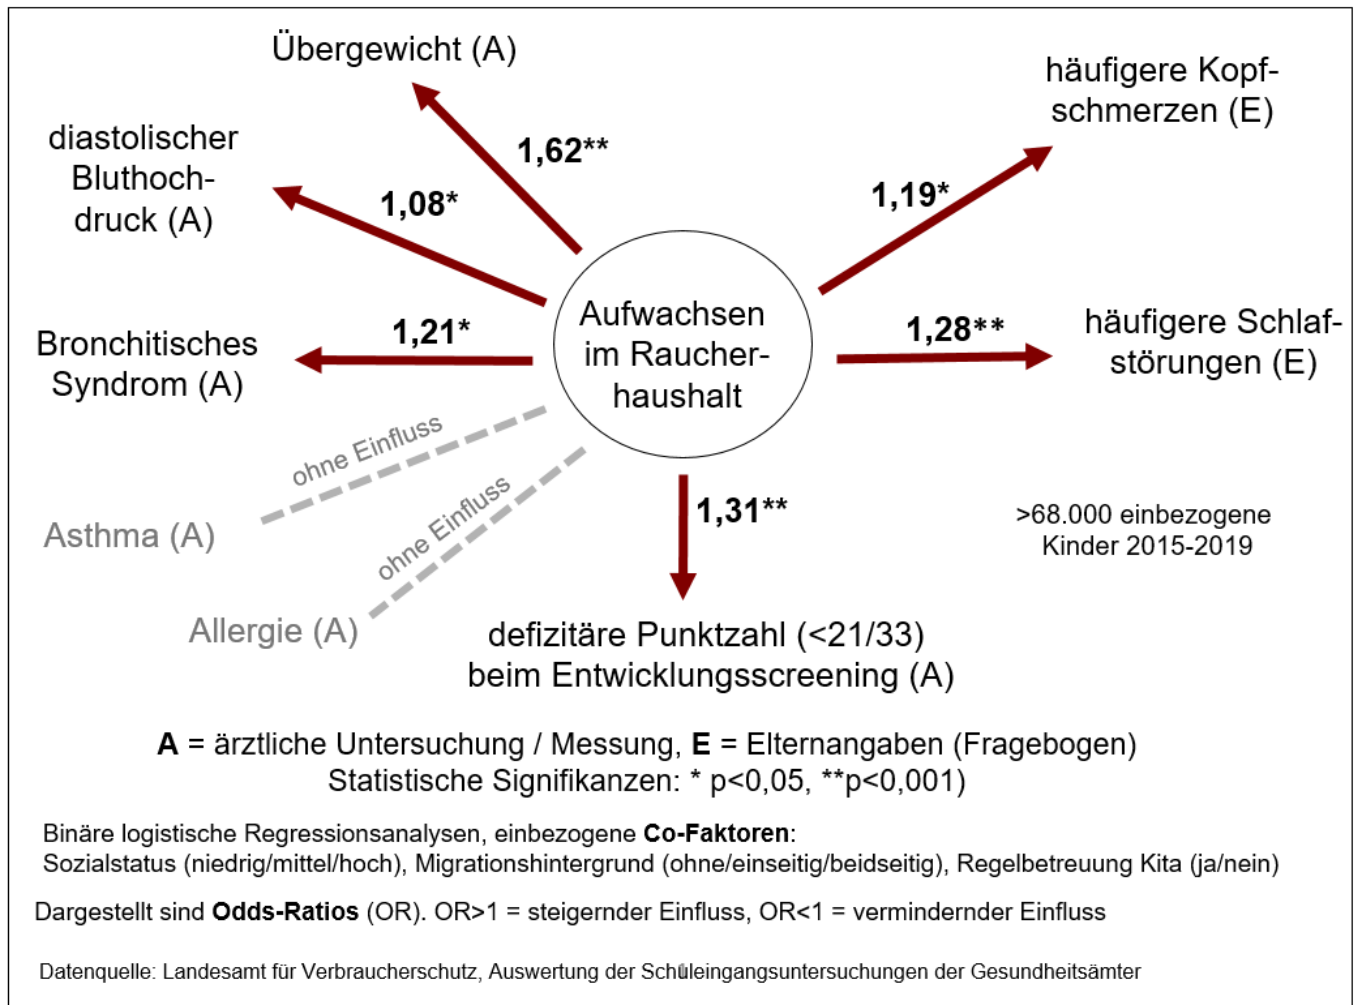 Übergewicht (A)
häufigere Kopf-
schmerzen (E)
diastolischer
Bluthoch-
druck (A)
1,62**
1,08*
1,19*
Aufwachsen
im Raucher-
haushalt
Bronchitisches
Syndrom (A)
1,21*
1,28**
häufigere Schlaf-
störungen (E)
ohne Einfluss
Asthma (A)
ohne Einfluss
Allergie (A)
1,31**
>68.000 einbezogene
Kinder 2015-2019
defizitäre Punktzahl (<21/33)
beim Entwicklungsscreening (A)
A = ärztliche Untersuchung / Messung, E = Elternangaben (Fragebogen)
Statistische Signifikanzen: * p<0,05, **p<0,001)
Binäre logistische Regressionsanalysen, einbezogene Co-Faktoren:
Sozialstatus (niedrig/mittel/hoch), Migrationshintergrund (ohne/einseitig/beidseitig), Regelbetreuung Kita (ja/nein)
Dargestellt sind Odds-Ratios (OR). OR>1 = steigernder Einfluss, OR<1 = vermindernder Einfluss
Datenquelle: Landesamt für Verbraucherschutz, Auswertung der Schuleingangsuntersuchungen der Gesundheitsämter